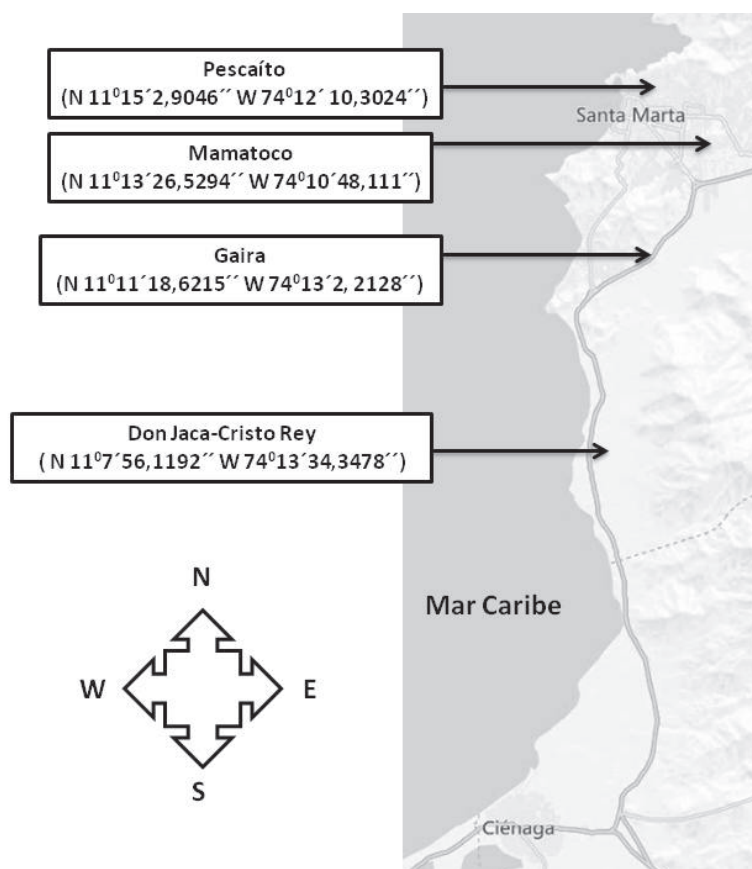 Pescaíto
(N 11⁰15´2,9046´´ W 74⁰12´ 10,3024´´)
Santa Marta
Mamatoco
(N 11⁰13´26,5294´´ W 74⁰10´48,111´´)
Gaira
(N 11⁰11´18,6215´´ W 74⁰13´2, 2128´´)
Don Jaca-Cristo Rey
( N 11⁰7´56,1192´´ W 74⁰13´34,3478´´)
N
Mar Caribe
W
E
S
Ciénaga